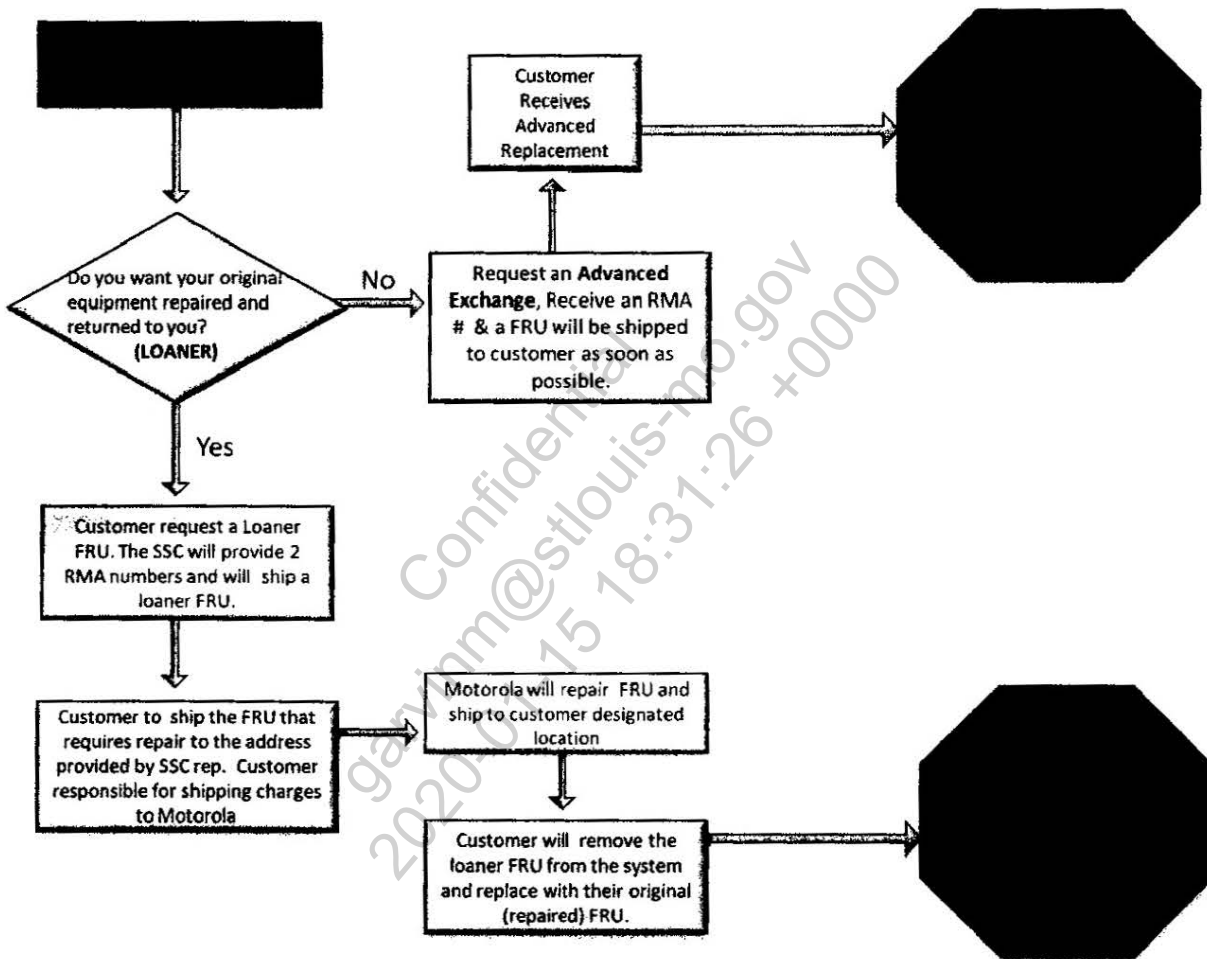 Customer
Receives
Advanced
Replacement
Do you want your original
equipment repaired and
returned to you?
(LOANER)
No
Request an Advanced
Exchange, Receive an RMA
# & a FRU will be shipped
to customer as soon as
possible.
Yes
Customer request a Loaner
FRU. The SSC will provide 2
RMA numbers and will ship a
loaner FRU.
Customer to ship the FRU that
requires repair to the address
provided by SSC rep. Customer
responsible for shipping charges
to Motorola
Motorola will repair FRU and
ship to customer designated
location
Customer will remove the
loaner FRU from the system
and replace with their original
(repaired) FRU.
Confidential
garvinm@stlouis-mo.gov
2020-01-15 18:31:26 +0000